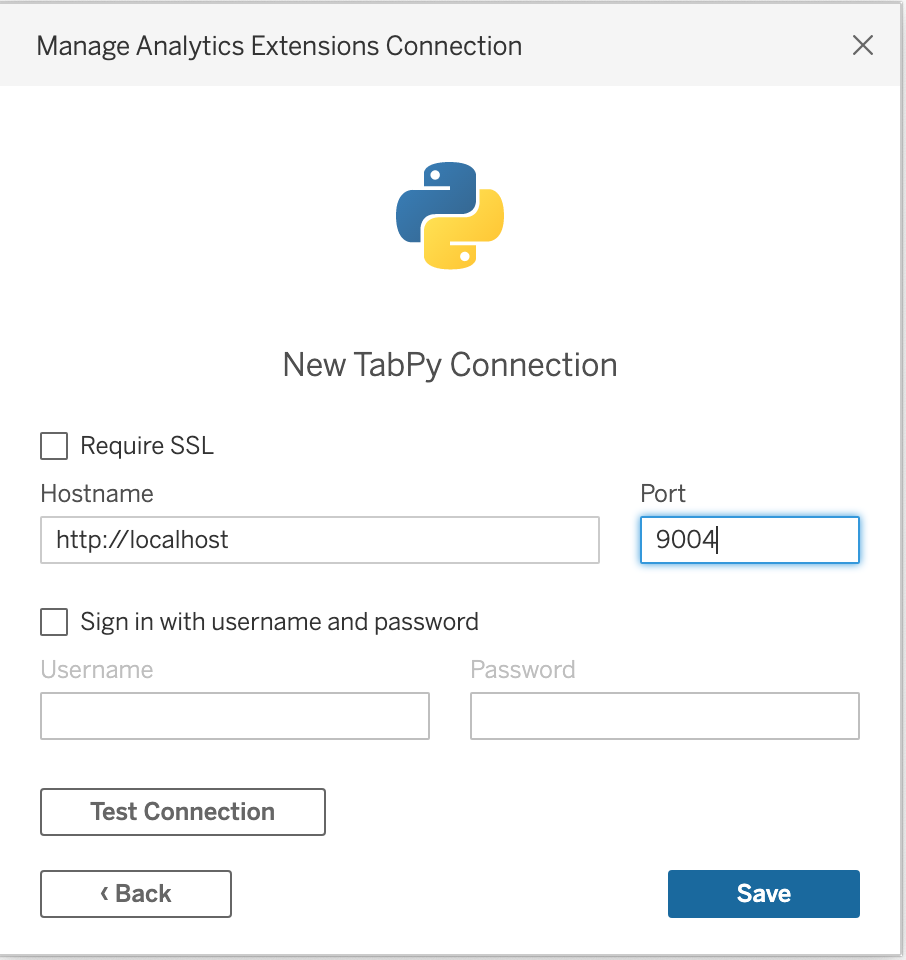 Manage Analytics Extensions Connection
New TabPy Connection
Require SSL
Hostname Port
http://localhost 9004
Sign in with username and password
Username Password
Test Connection
‹ Back Save